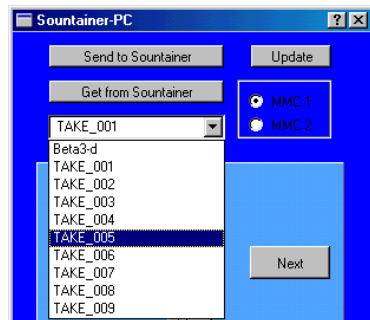 Sountainer-PC
Send to Sountainer
Update
Get from Sountainer
MMC 1
MMC 2
TAKE_001
Beta3-d
TAKE_001
TAKE_002
TAKE_003
TAKE_004
TAKE_005
TAKE_006
TAKE_007
TAKE_008
TAKE_009
Next